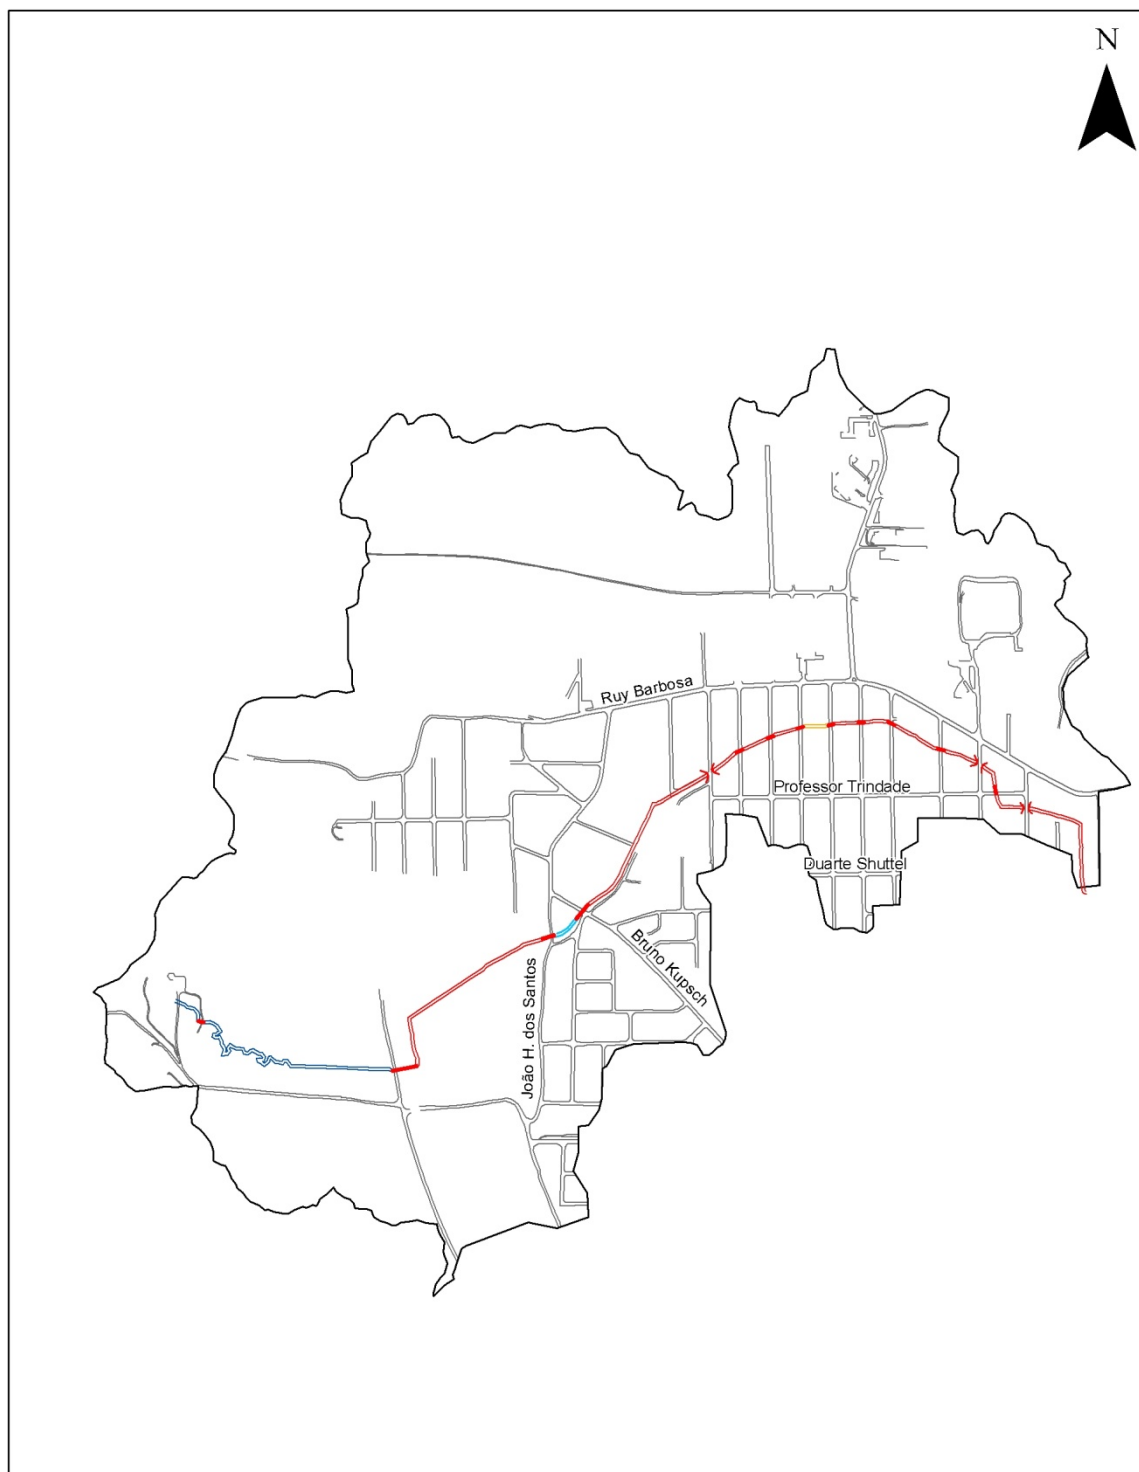 N
Ruy Barbosa
Professor Trindade
Duarte Shuttel
Bruno Kupsch
João H. dos Santos